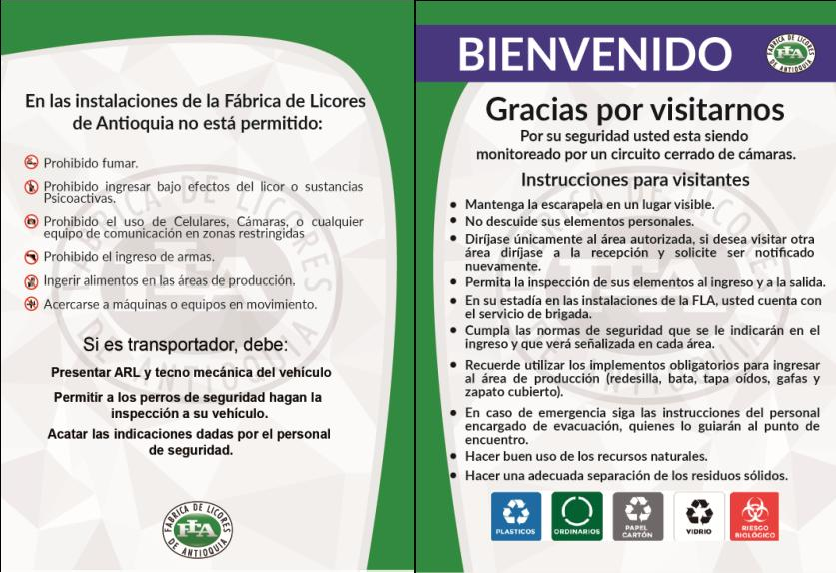 En las instalaciones de la Fábrica de Licores
de Antioquia no está permitido:
Prohibido fumar.
Prohibido ingresar bajo efectos del licor o sustancias
Psicoactivas.
Prohibido el uso de Celulares, Cámaras, o cualquier
equipo de comunicación en zonas restringidas
Prohibido el ingreso de armas.
Ingerir alimentos en las áreas de producción.
Acercarse a máquinas o equipos en movimiento.
Si es transportador, debe:
Presentar ARL y tecno mecánica del vehículo
Permitir a los perros de seguridad hagan la
inspección a su vehículo.
Acatar las indicaciones dadas por el personal
de seguridad.
FABRICA DE LICORES
FLA
DE ANTIOQUIA
FABRICA DE LICORES
FLA
DE ANTIOQUIA
BIENVENIDO
FABRICA DE LICORES
FLA
DE ANTIOQUIA
Gracias por visitarnos
Por su seguridad usted esta siendo
monitoreado por un circuito cerrado de cámaras.
Instrucciones para visitantes
• Mantenga la escarapela en un lugar visible.
• No descuide sus elementos personales.
• Diríjase únicamente al área autorizada, si desea visitar otra
área diríjase a la recepción y solicite ser notificado
nuevamente.
• Permita la inspección de sus elementos al ingreso y a la salida.
• En su estadía en las instalaciones de la FLA, usted cuenta con
el servicio de brigada.
• Cumpla las normas de seguridad que se le indicarán en el
ingreso y que verá señalizada en cada área.
• Recuerde utilizar los implementos obligatorios para ingresar
al área de producción (redesilla, bata, tapa oídos, gafas y
zapato cubierto).
• En caso de emergencia siga las instrucciones del personal
encargado de evacuación, quienes lo guiarán al punto de
encuentro.
• Hacer buen uso de los recursos naturales.
• Hacer una adecuada separación de los residuos sólidos.
FABRICA DE LICORES
FLA
DE ANTIOQUIA
PLASTICOS
ORDINARIOS
PAPEL
CARTÓN
VIDRIO
RIESGO
BIOLÓGICO